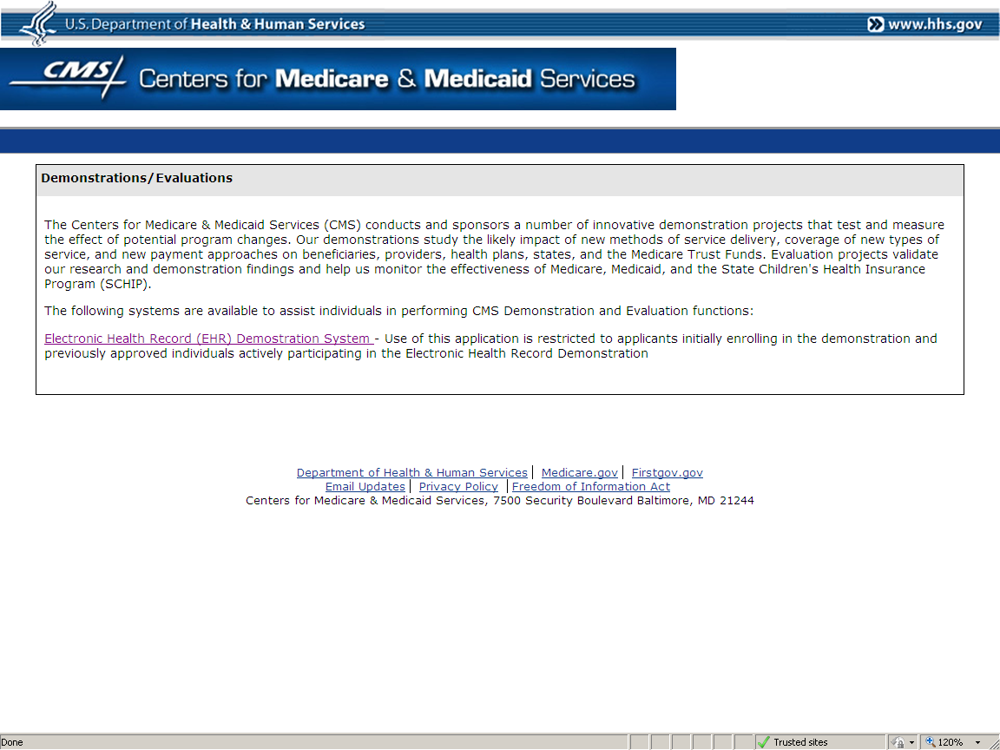 U.S. Department of Health & Human Services www.hhs.gov
CMS Centers for Medicare & Medicaid Services
Demonstrations/Evaluations
The Centers for Medicare & Medicaid Services (CMS) conducts and sponsors a number of innovative demonstration projects that test and measure
the effect of potential program changes. Our demonstrations study the likely impact of new methods of service delivery, coverage of new types of
service, and new payment approaches on beneficiaries, providers, health plans, states, and the Medicare Trust Funds. Evaluation projects validate
our research and demonstration findings and help us monitor the effectiveness of Medicare, Medicaid, and the State Children's Health Insurance
Program (SCHIP).
The following systems are available to assist individuals in performing CMS Demonstration and Evaluation functions:
Electronic Health Record (EHR) Demostration System - Use of this application is restricted to applicants initially enrolling in the demonstration and
previously approved individuals actively participating in the Electronic Health Record Demonstration
Department of Health & Human Services | Medicare.gov | Firstgov.gov
Email Updates | Privacy Policy | Freedom of Information Act
Centers for Medicare & Medicaid Services, 7500 Security Boulevard Baltimore, MD 21244
Done Trusted sites 120%